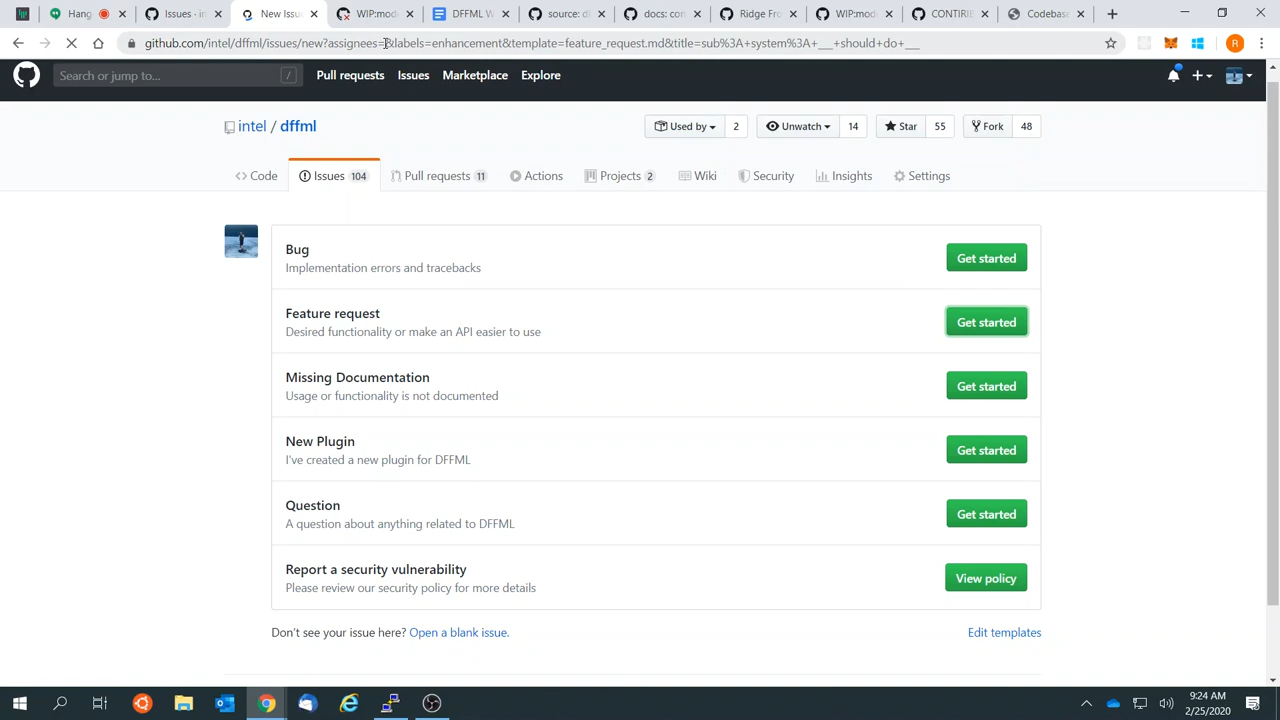 Hang
Issues · in
New Issu
WIP:mode
DFFML W
source: df
docs: con
Ridge Fro
WIP:mod
CONTIRIE
Codebase
github.com/intel/dffml/issues/new?assignees=&labels=enhancement&template=feature_request.md&title=sub%3A+system%3A+___+should+do+___
R
Search or jump to...
/
Pull requests
Issues
Marketplace
Explore
intel / dffml
Used by 2
Unwatch 14
Star 55
Fork 48
Code
Issues 104
Pull requests 11
Actions
Projects 2
Wiki
Security
Insights
Settings
Bug
Implementation errors and tracebacks
Get started
Feature request
Desired functionality or make an API easier to use
Get started
Missing Documentation
Usage or functionality is not documented
Get started
New Plugin
I've created a new plugin for DFFML
Get started
Question
A question about anything related to DFFML
Get started
Report a security vulnerability
Please review our security policy for more details
View policy
Don't see your issue here? Open a blank issue.
Edit templates
9:24 AM
2/25/2020